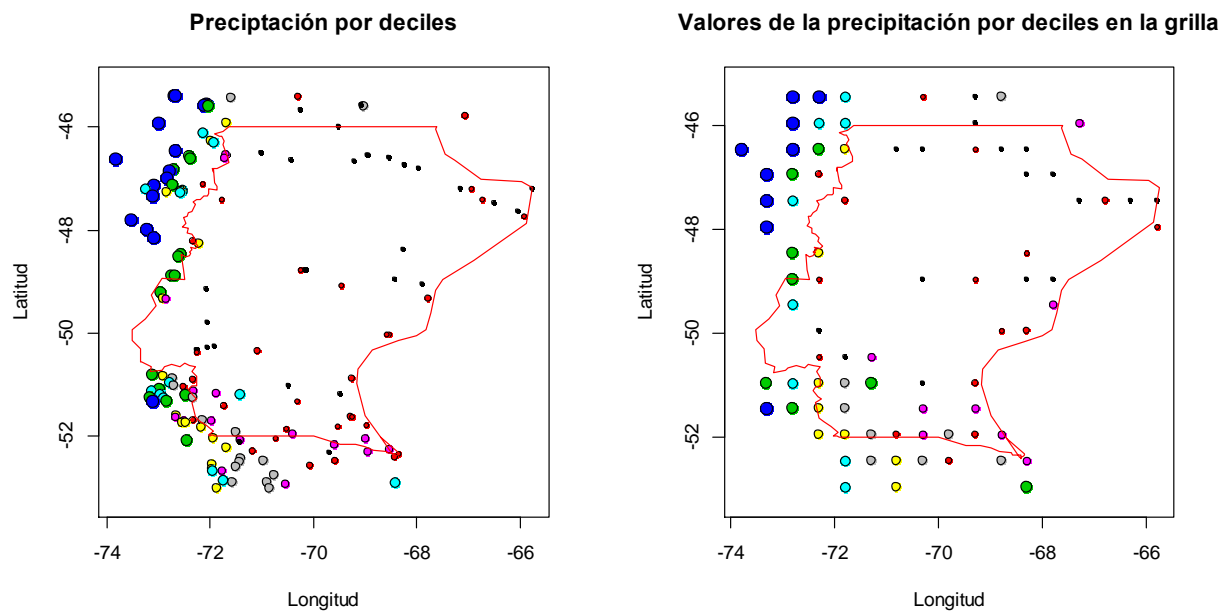 Preciptación por deciles
Valores de la precipitación por deciles en la grilla
Latitud
-46
-48
-50
-52
-74 -72 -70 -68 -66
Longitud
Latitud
-46
-48
-50
-52
-74 -72 -70 -68 -66
Longitud